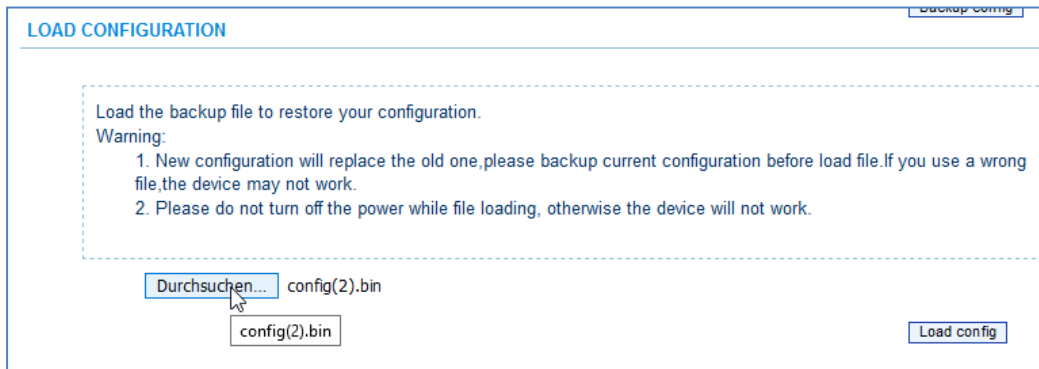 Backup config
LOAD CONFIGURATION
Load the backup file to restore your configuration.
Warning:
1. New configuration will replace the old one,please backup current configuration before load file.If you use a wrong
file,the device may not work.
2. Please do not turn off the power while file loading, otherwise the device will not work.
Durchsuchen... config(2).bin
config(2).bin
Load config